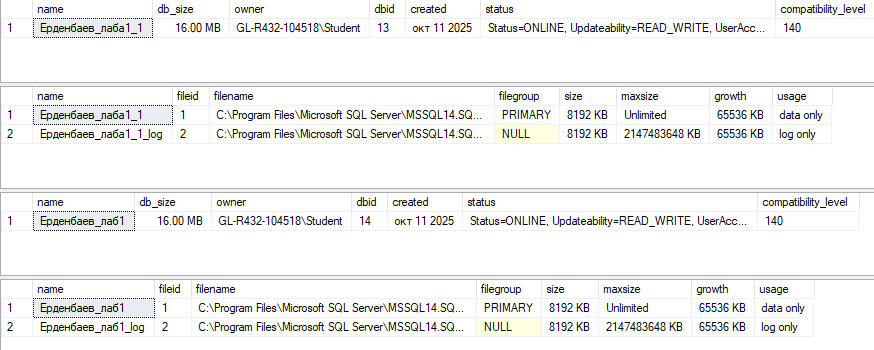 name db_size owner dbid created status compatibility_level
1 Ерденбаев_лаба1_1 16.00 MB GL-R432-104518\Student 13 окт 11 2025 Status=ONLINE, Updateability=READ_WRITE, UserAcc... 140
name fileid filename filegroup size maxsize growth usage
1 Ерденбаев_лаба1_1 1 C:\Program Files\Microsoft SQL Server\MSSQL14.SQ... PRIMARY 8192 KB Unlimited 65536 KB data only
2 Ерденбаев_лаба1_1_log 2 C:\Program Files\Microsoft SQL Server\MSSQL14.SQ... NULL 8192 KB 2147483648 KB 65536 KB log only
name db_size owner dbid created status compatibility_level
1 Ерденбаев_лаб1 16.00 MB GL-R432-104518\Student 14 окт 11 2025 Status=ONLINE, Updateability=READ_WRITE, UserAcc... 140
name fileid filename filegroup size maxsize growth usage
1 Ерденбаев_лаб1 1 C:\Program Files\Microsoft SQL Server\MSSQL14.SQ... PRIMARY 8192 KB Unlimited 65536 KB data only
2 Ерденбаев_лаб1_log 2 C:\Program Files\Microsoft SQL Server\MSSQL14.SQ... NULL 8192 KB 2147483648 KB 65536 KB log only